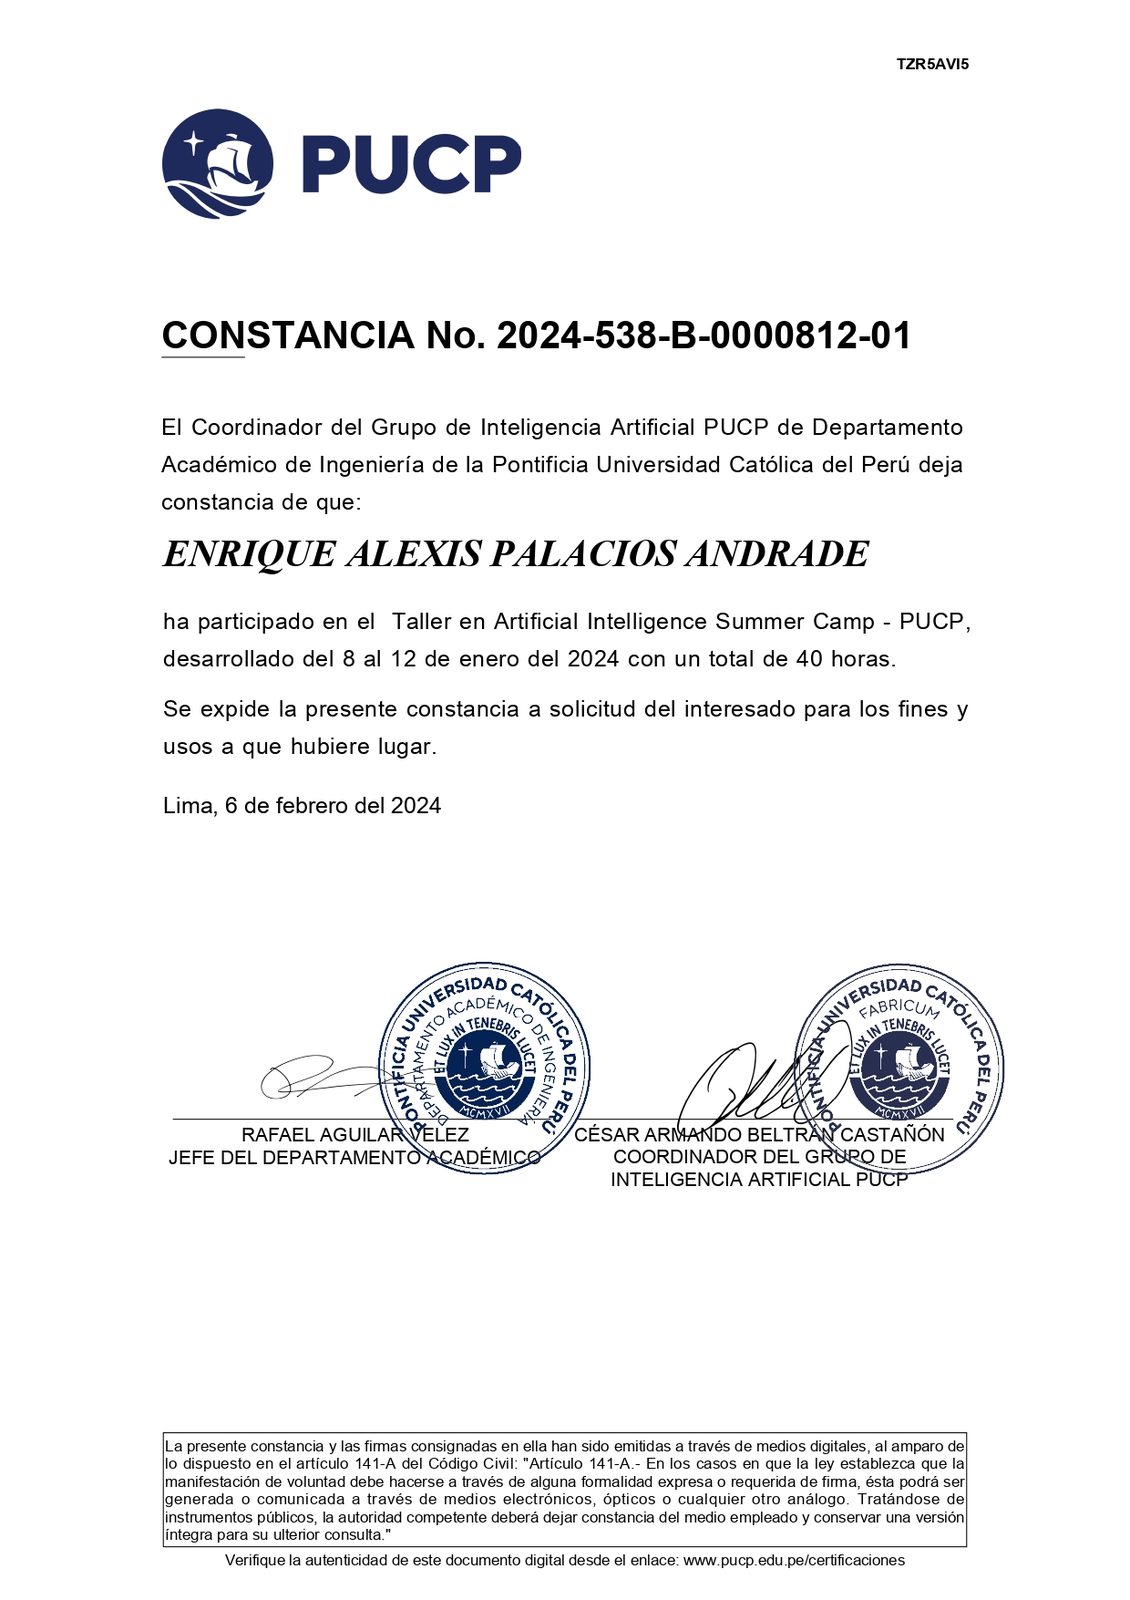 TZR5AVI5
PUCP
CONSTANCIA No. 2024-538-B-0000812-01
El Coordinador del Grupo de Inteligencia Artificial PUCP de Departamento
Académico de Ingeniería de la Pontificia Universidad Católica del Perú deja
constancia de que:
ENRIQUE ALEXIS PALACIOS ANDRADE
ha participado en el  Taller en Artificial Intelligence Summer Camp - PUCP,
desarrollado del 8 al 12 de enero del 2024 con un total de 40 horas.
Se expide la presente constancia a solicitud del interesado para los fines y
usos a que hubiere lugar.
Lima, 6 de febrero del 2024
PONTIFICIA UNIVERSIDAD CATÓLICA DEL PERÚ
DEPARTAMENTO ACADÉMICO DE INGENIERÍA
ET LUX IN TENEBRIS LUCET
MCMXVII
RAFAEL AGUILAR VÉLEZ
JEFE DEL DEPARTAMENTO ACADÉMICO
PONTIFICIA UNIVERSIDAD CATÓLICA DEL PERÚ
FABRICUM
ET LUX IN TENEBRIS LUCET
MCMXVII
CÉSAR ARMANDO BELTRÁN CASTAÑÓN
COORDINADOR DEL GRUPO DE
INTELIGENCIA ARTIFICIAL PUCP
La presente constancia y las firmas consignadas en ella han sido emitidas a través de medios digitales, al amparo de
lo dispuesto en el artículo 141-A del Código Civil: "Artículo 141-A.- En los casos en que la ley establezca que la
manifestación de voluntad debe hacerse a través de alguna formalidad expresa o requerida de firma, ésta podrá ser
generada o comunicada a través de medios electrónicos, ópticos o cualquier otro análogo. Tratándose de
instrumentos públicos, la autoridad competente deberá dejar constancia del medio empleado y conservar una versión
íntegra para su ulterior consulta."
Verifique la autenticidad de este documento digital desde el enlace: www.pucp.edu.pe/certificaciones